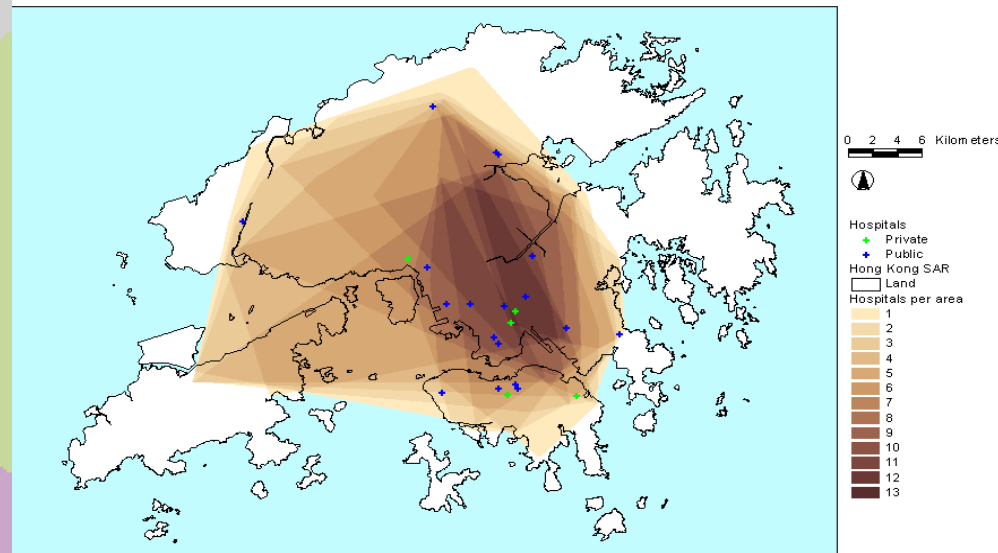 0 2 4 6 Kilometers
Hospitals
Private
Public
Hong Kong SAR
Land
Hospitals per area
1
2
3
4
5
6
7
8
9
10
11
12
13